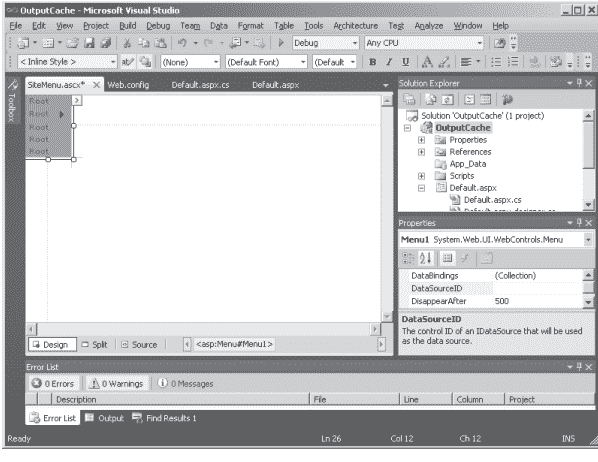 OutputCache - Microsoft Visual Studio
File Edit View Project Build Debug Team Data Format Table Tools Architecture Test Analyze Window Help
Debug Any CPU
< Inline Style > (None) (Default Font) (Default B I U A
Toolbox
SiteMenu.ascx* Web.config Default.aspx.cs Default.aspx
Root
Root
Root
Root
Root
Design Split Source <asp:Menu#Menu1>
Solution Explorer
Solution 'OutputCache' (1 project)
OutputCache
Properties
References
App_Data
Scripts
Default.aspx
Default.aspx.cs
Default.aspx.designer.cs
Properties
Menu1 System.Web.UI.WebControls.Menu
DataBindings (Collection)
DataSourceID
DisappearAfter 500
DataSourceID
The control ID of an IDataSource that will be used
as the data source.
Error List
0 Errors 0 Warnings 0 Messages
Description File Line Column Project
Error List Output Find Results 1
Ready Ln 26 Col 12 Ch 12 INS